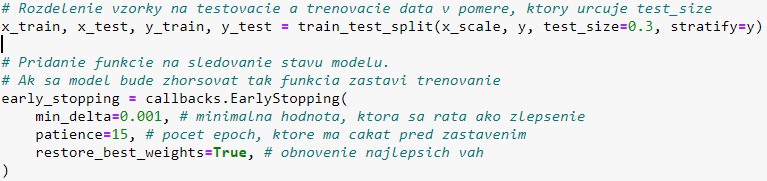 # Rozdelenie vzorky na testovacie a trenovacie data v pomere, ktory urcuje test_size
x_train, x_test, y_train, y_test = train_test_split(x_scale, y, test_size=0.3, stratify=y)
# Pridanie funkcie na sledovanie stavu modelu.
# Ak sa model bude zhorsovat tak funkcia zastavi trenovanie
early_stopping = callbacks.EarlyStopping(
    min_delta=0.001, # minimalna hodnota, ktora sa rata ako zlepsenie
    patience=15, # pocet epoch, ktore ma cakat pred zastavenim
    restore_best_weights=True, # obnovenie najlepsich vah
)